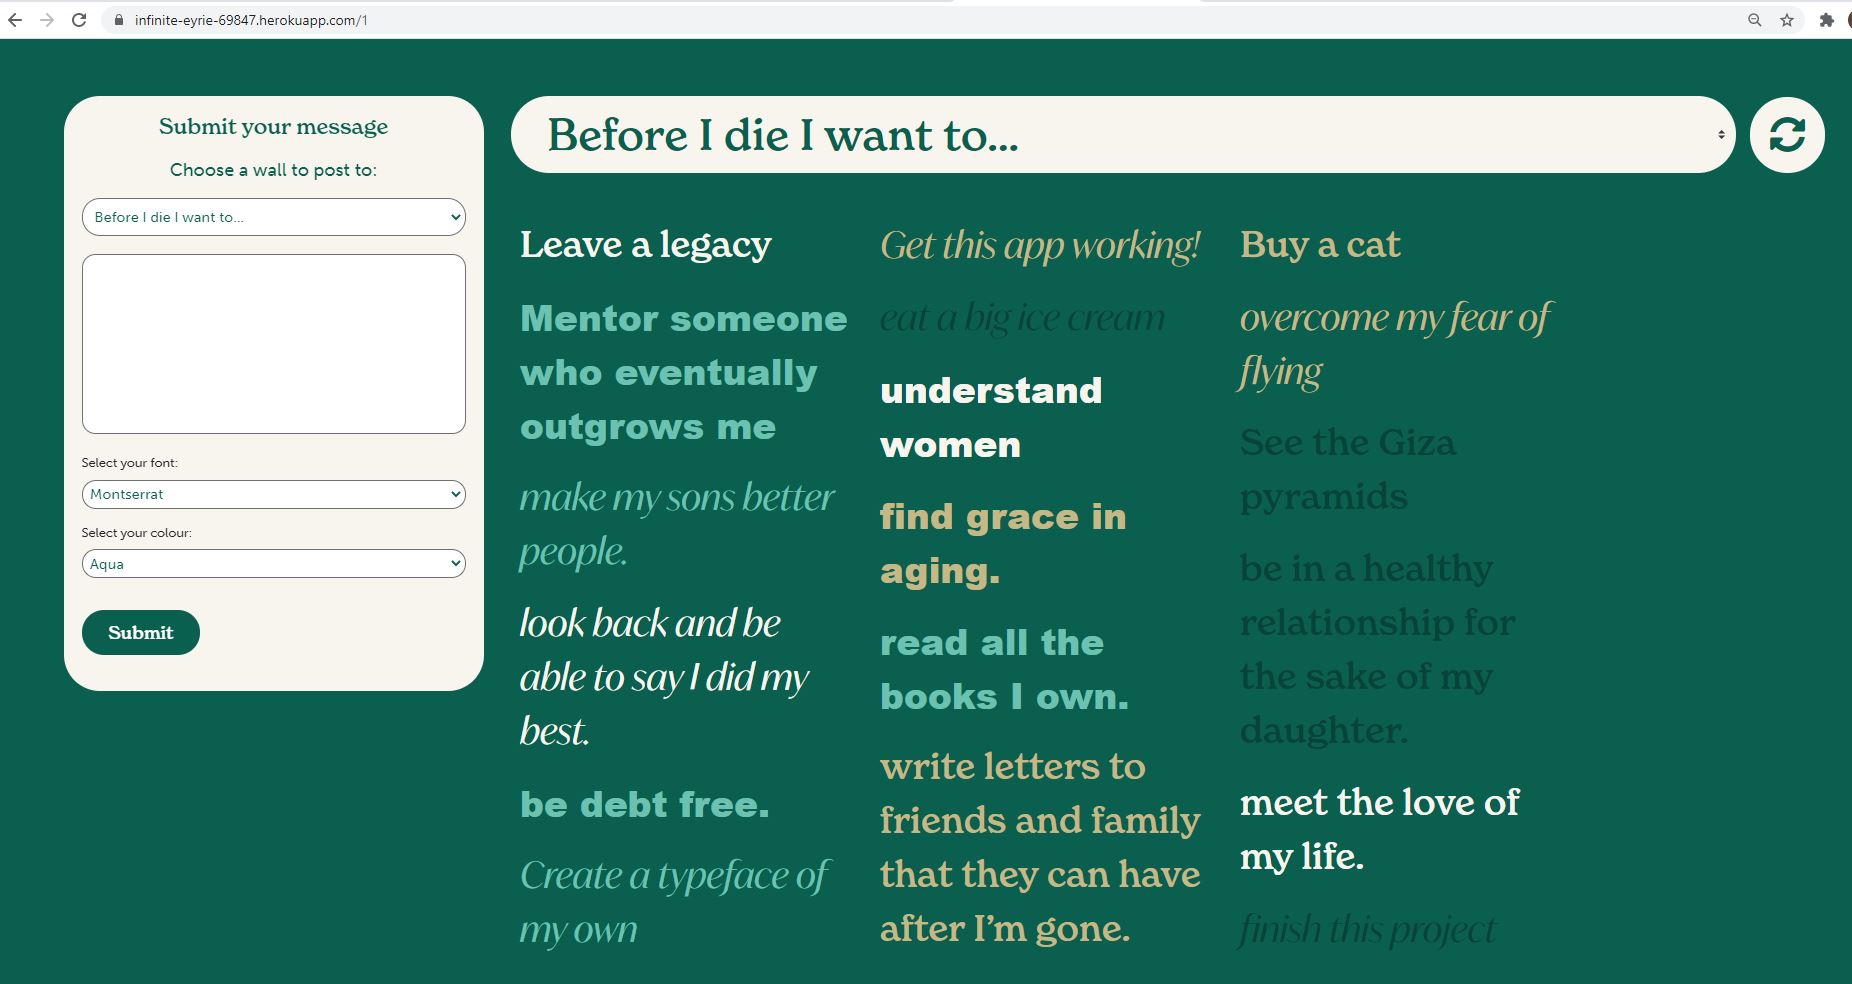 infinite-eyrie-69847.herokuapp.com/1
Submit your message
Choose a wall to post to:
Before I die I want to...
Select your font:
Montserrat
Select your colour:
Aqua
Submit
Before I die I want to...
Leave a legacy
Mentor someone
who eventually
outgrows me
make my sons better
people.
look back and be
able to say I did my
best.
be debt free.
Create a typeface of
my own
Get this app working!
eat a big ice cream
understand
women
find grace in
aging.
read all the
books I own.
write letters to
friends and family
that they can have
after I’m gone.
Buy a cat
overcome my fear of
flying
See the Giza
pyramids
be in a healthy
relationship for
the sake of my
daughter.
meet the love of
my life.
finish this project